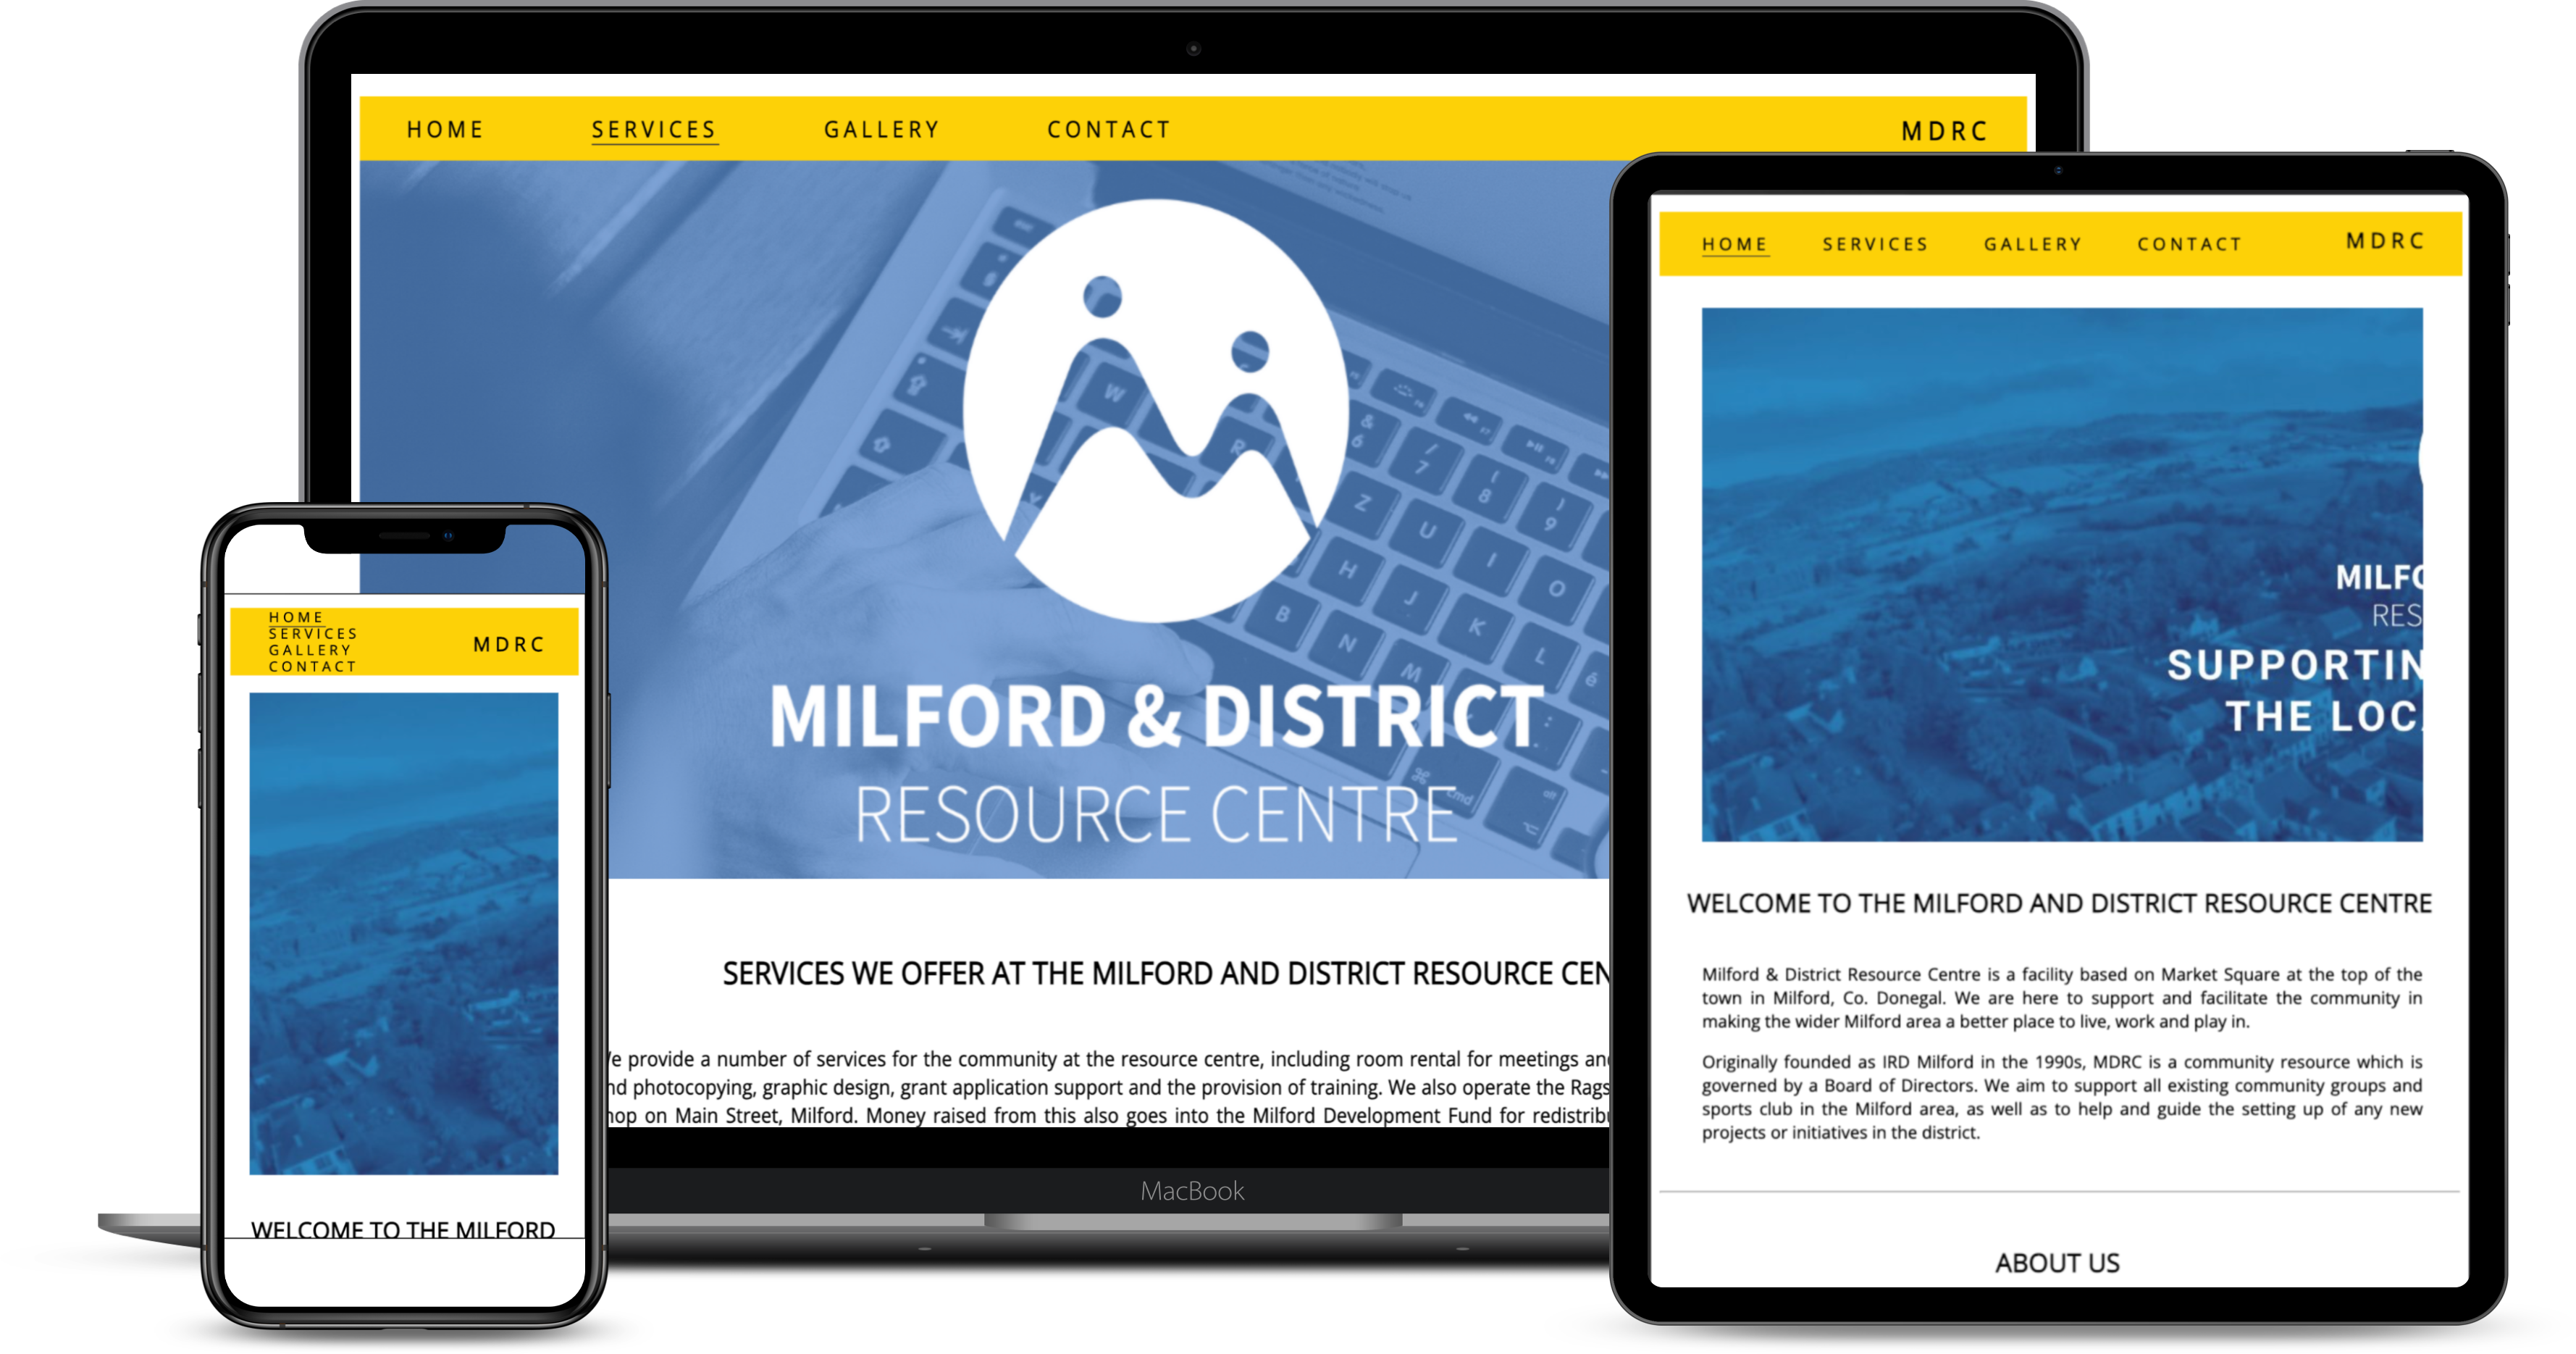 HOME SERVICES GALLERY CONTACT MDRC
MILFORD & DISTRICT
RESOURCE CENTRE
SERVICES WE OFFER AT THE MILFORD AND DISTRICT RESOURCE CEN
e provide a number of services for the community at the resource centre, including room rental for meetings an
nd photocopying, graphic design, grant application support and the provision of training. We also operate the Rags
hop on Main Street, Milford. Money raised from this also goes into the Milford Development Fund for redistrib
MacBook
HOME
SERVICES
GALLERY
CONTACT
MDRC
WELCOME TO THE MILFORD
HOME SERVICES GALLERY CONTACT MDRC
MILF
RES
SUPPORTIN
THE LOC
WELCOME TO THE MILFORD AND DISTRICT RESOURCE CENTRE
Milford & District Resource Centre is a facility based on Market Square at the top of the
town in Milford, Co. Donegal. We are here to support and facilitate the community in
making the wider Milford area a better place to live, work and play in.
Originally founded as IRD Milford in the 1990s, MDRC is a community resource which is
governed by a Board of Directors. We aim to support all existing community groups and
sports club in the Milford area, as well as to help and guide the setting up of any new
projects or initiatives in the district.
ABOUT US